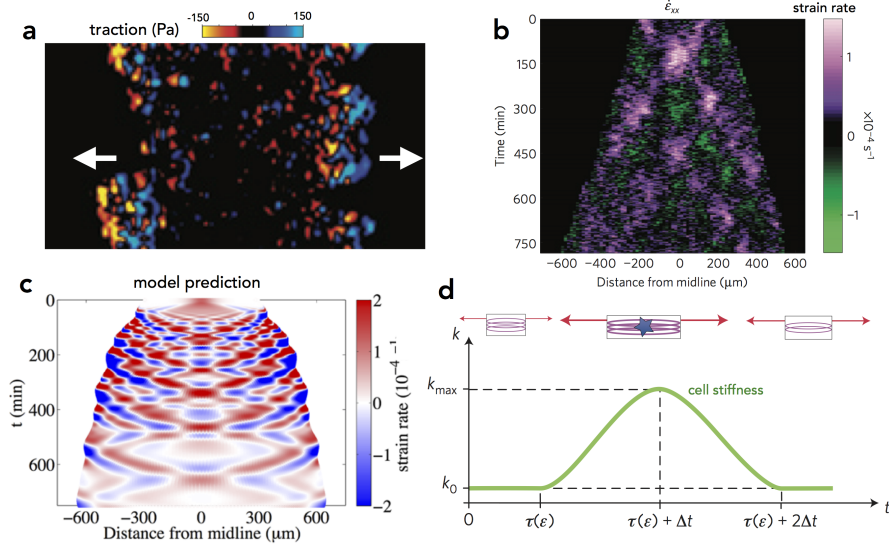 a
traction (Pa)
-150
0
150
b
ε̇xx
strain rate
Time (min)
0
150
300
450
600
750
−600
−400
−200
0
200
400
600
Distance from midline (μm)
1
0
−1
×10⁻⁴ s⁻¹
c
model prediction
t (min)
0
200
400
600
−600
−300
0
300
600
Distance from midline (μm)
2
1
0
−1
−2
strain rate (10⁻⁴ ⁻¹
d
k
kmax
k0
cell stiffness
0
τ(ε)
τ(ε) + Δt
τ(ε) + 2Δt
t